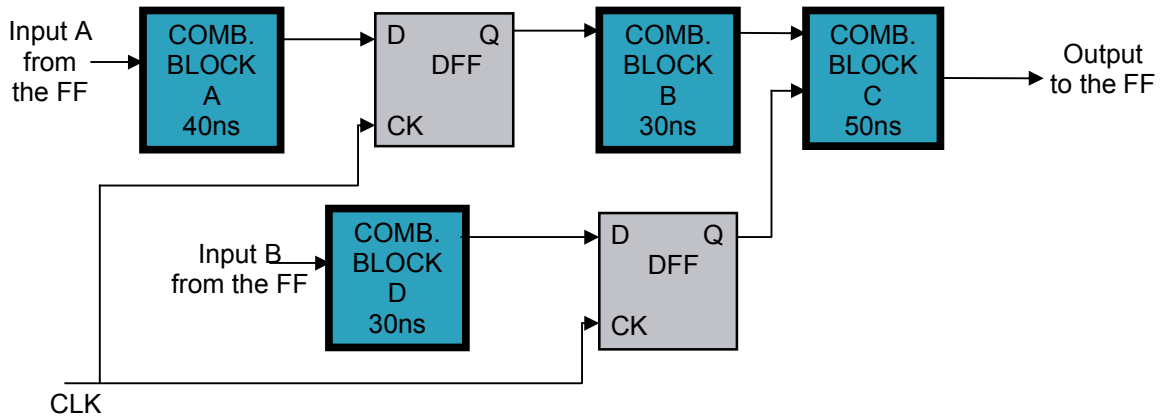 Input A
from
the FF
COMB.
BLOCK
A
40ns
D Q
DFF
CK
COMB.
BLOCK
B
30ns
COMB.
BLOCK
C
50ns
Output
to the FF
Input B
from the FF
COMB.
BLOCK
D
30ns
D Q
DFF
CK
CLK